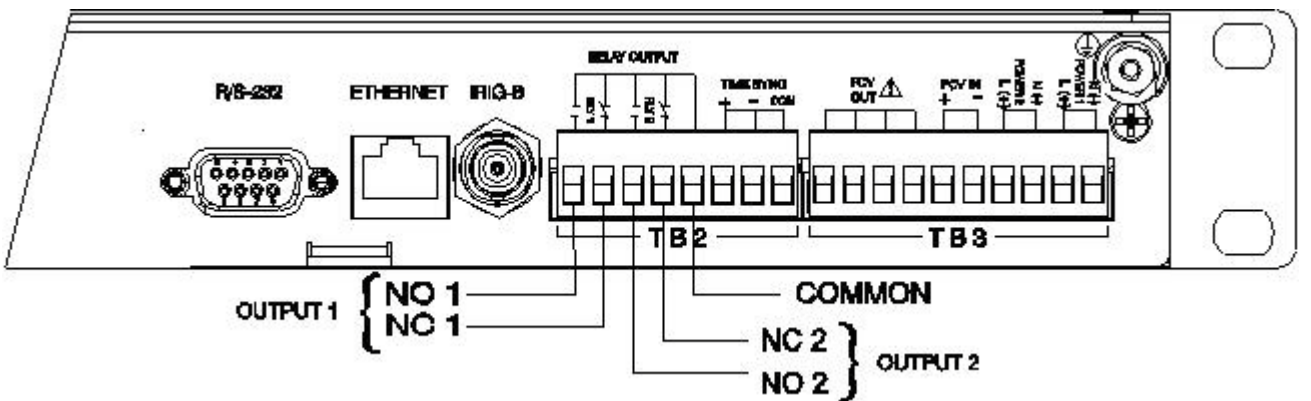 RELAY OUTPUT
R/S-232
ETHERNET
IRIG-B
TIME SYNC
+ − COM
PCV
OUT
PCV IN
+ −
L (+)
N (-)
L (+)
TB2
TB3
OUTPUT 1
NO 1
NC 1
COMMON
NC 2
NO 2
OUTPUT 2